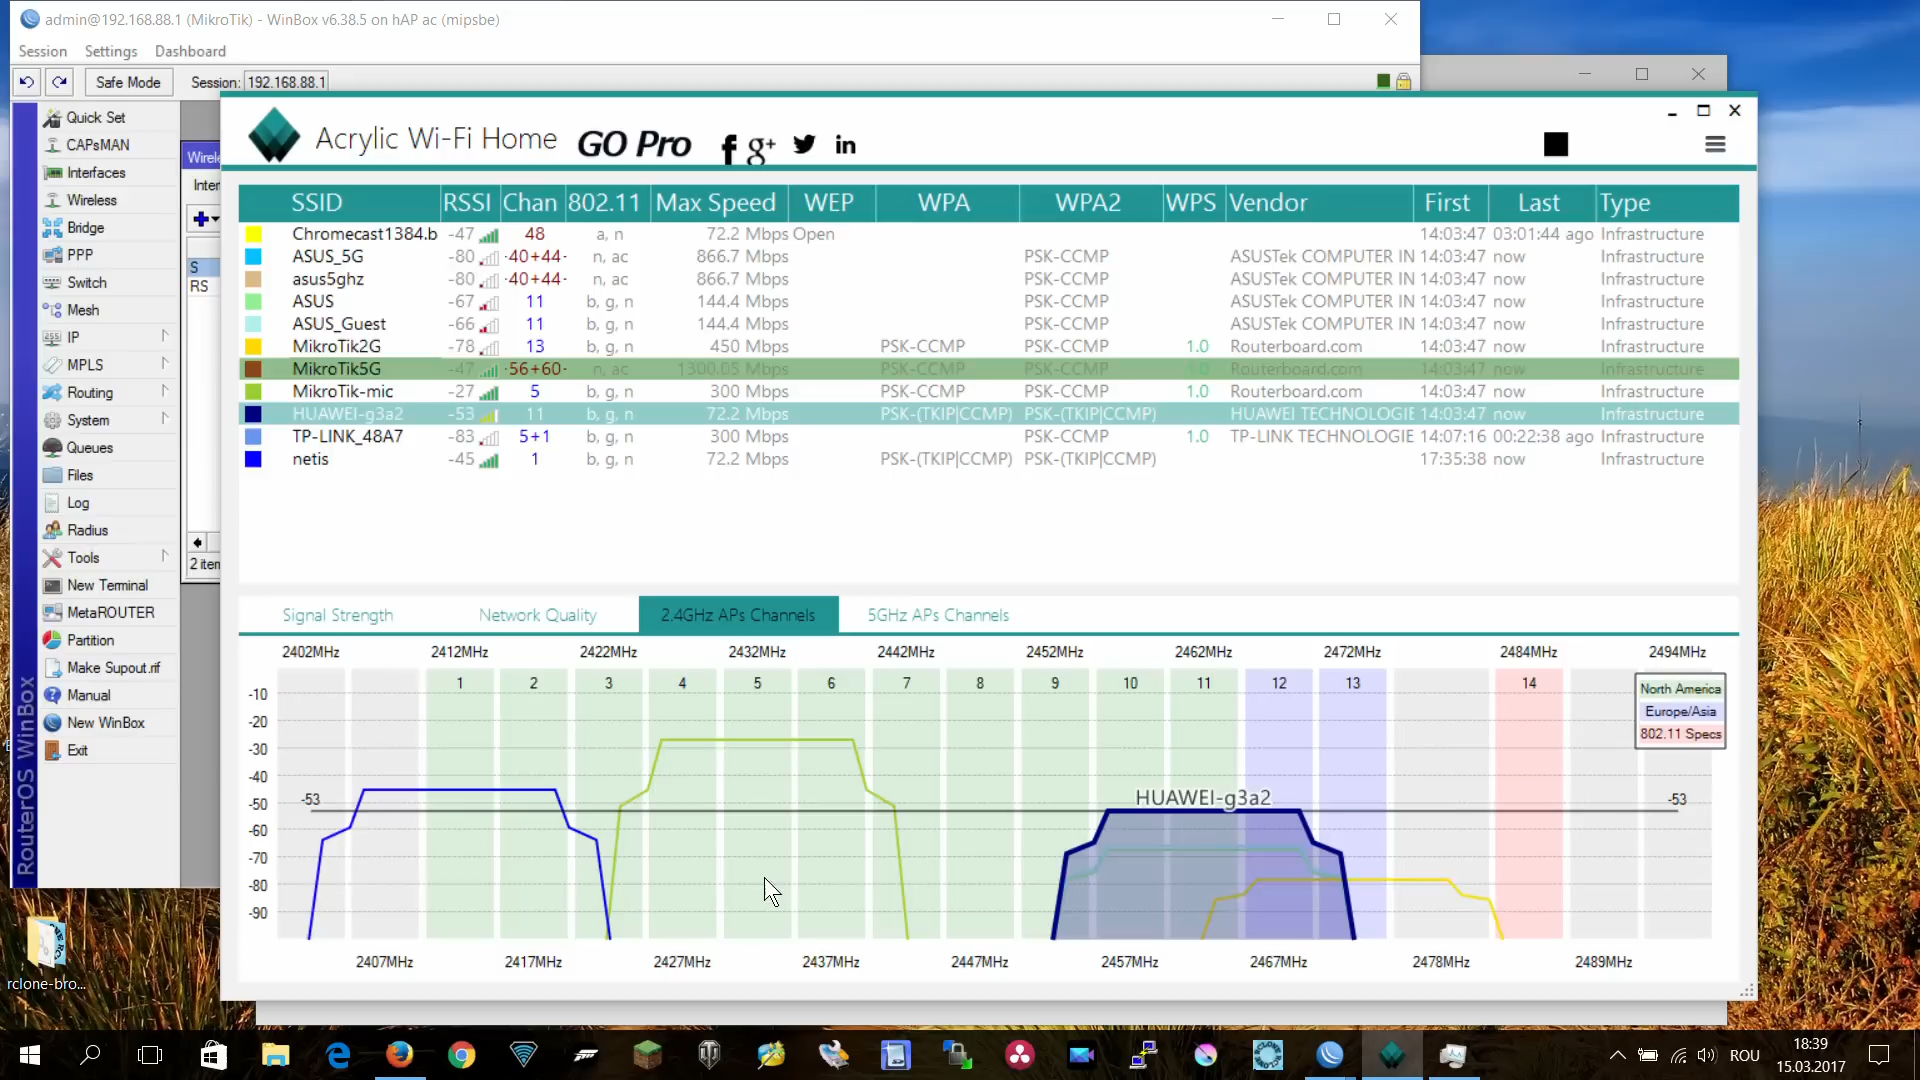 admin@192.168.88.1 (MikroTik) - WinBox v6.38.5 on hAP ac (mipsbe)
Session Settings Dashboard
Safe Mode Session: 192.168.88.1
Quick Set
CAPsMAN
Interfaces
Wireless
Bridge
PPP
Switch
Mesh
IP
MPLS
Routing
System
Queues
Files
Log
Radius
Tools
New Terminal
MetaROUTER
Partition
Make Supout.rif
Manual
New WinBox
Exit
RouterOS WinBox
Wirele
Inter
S
RS
2 item
Acrylic Wi-Fi Home GO Pro f g+ in
SSID RSSI Chan 802.11 Max Speed WEP WPA WPA2 WPS Vendor First Last Type
Chromecast1384.b -47 48 a, n 72.2 Mbps Open 14:03:47 03:01:44 ago Infrastructure
ASUS_5G -80 -40+44- n, ac 866.7 Mbps PSK-CCMP ASUSTek COMPUTER IN 14:03:47 now Infrastructure
asus5ghz -80 -40+44- n, ac 866.7 Mbps PSK-CCMP ASUSTek COMPUTER IN 14:03:47 now Infrastructure
ASUS -67 11 b, g, n 144.4 Mbps PSK-CCMP ASUSTek COMPUTER IN 14:03:47 now Infrastructure
ASUS_Guest -66 11 b, g, n 144.4 Mbps PSK-CCMP ASUSTek COMPUTER IN 14:03:47 now Infrastructure
MikroTik2G -78 13 b, g, n 450 Mbps PSK-CCMP PSK-CCMP 1.0 Routerboard.com 14:03:47 now Infrastructure
MikroTik5G -47 -56+60- n, ac 1300.05 Mbps PSK-CCMP PSK-CCMP 1.0 Routerboard.com 14:03:47 now Infrastructure
MikroTik-mic -27 5 b, g, n 300 Mbps PSK-CCMP PSK-CCMP 1.0 Routerboard.com 14:03:47 now Infrastructure
HUAWEI-g3a2 -53 11 b, g, n 72.2 Mbps PSK-(TKIP|CCMP) PSK-(TKIP|CCMP) HUAWEI TECHNOLOGIE 14:03:47 now Infrastructure
TP-LINK_48A7 -83 5+1 b, g, n 300 Mbps PSK-CCMP 1.0 TP-LINK TECHNOLOGIE 14:07:16 00:22:38 ago Infrastructure
netis -45 1 b, g, n 72.2 Mbps PSK-(TKIP|CCMP) PSK-(TKIP|CCMP) 17:35:38 now Infrastructure
Signal Strength Network Quality 2.4GHz APs Channels 5GHz APs Channels
2402MHz 2412MHz 2422MHz 2432MHz 2442MHz 2452MHz 2462MHz 2472MHz 2484MHz 2494MHz
1 2 3 4 5 6 7 8 9 10 11 12 13 14
North America
Europe/Asia
802.11 Specs
-10
-20
-30
-40
-50
-60
-70
-80
-90
-53 HUAWEI-g3a2 -53
2407MHz 2417MHz 2427MHz 2437MHz 2447MHz 2457MHz 2467MHz 2478MHz 2489MHz
rclone-bro...
ROU 18:39
15.03.2017